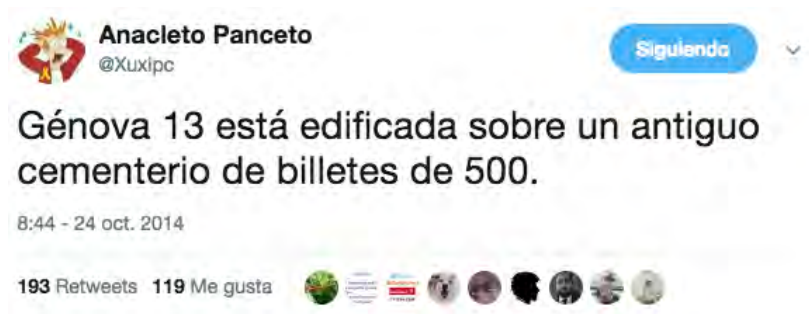 Anacleto Panceto
@Xuxipc
Siguiendo
Génova 13 está edificada sobre un antiguo
cementerio de billetes de 500.
8:44 - 24 oct. 2014
193 Retweets 119 Me gusta